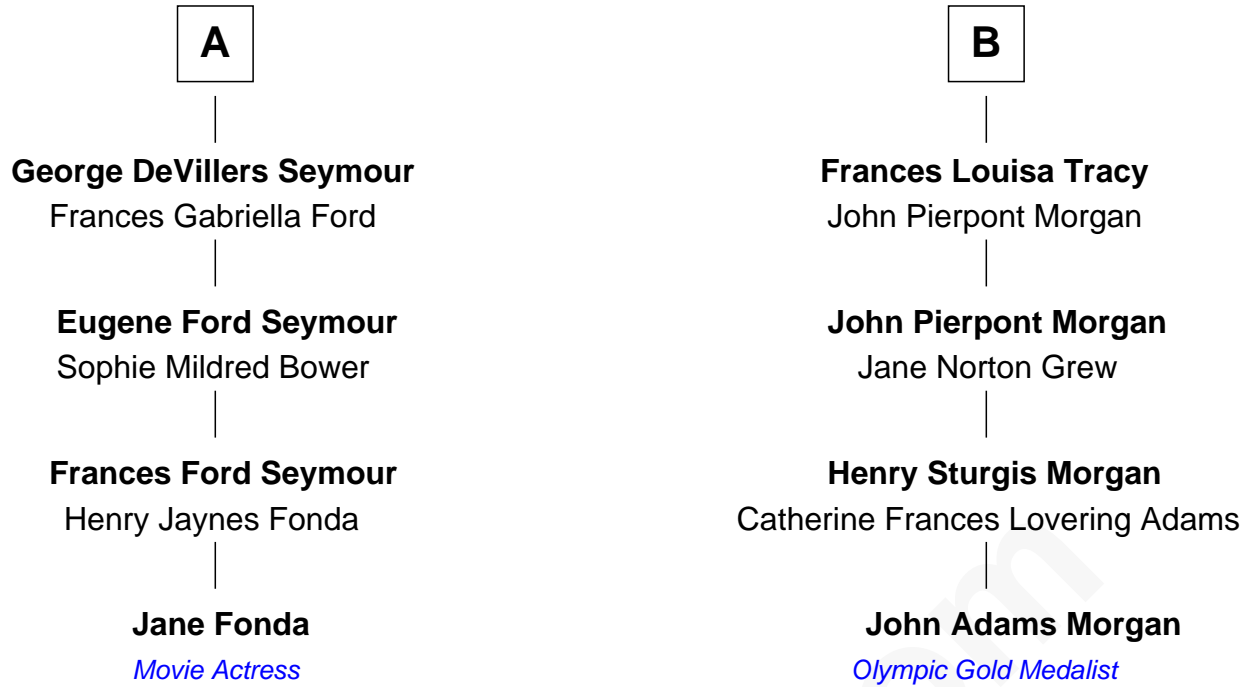 A
George DeVillers Seymour
Frances Gabriella Ford
Eugene Ford Seymour
Sophie Mildred Bower
Frances Ford Seymour
Henry Jaynes Fonda
Jane Fonda
Movie Actress
B
Frances Louisa Tracy
John Pierpont Morgan
John Pierpont Morgan
Jane Norton Grew
Henry Sturgis Morgan
Catherine Frances Lovering Adams
John Adams Morgan
Olympic Gold Medalist